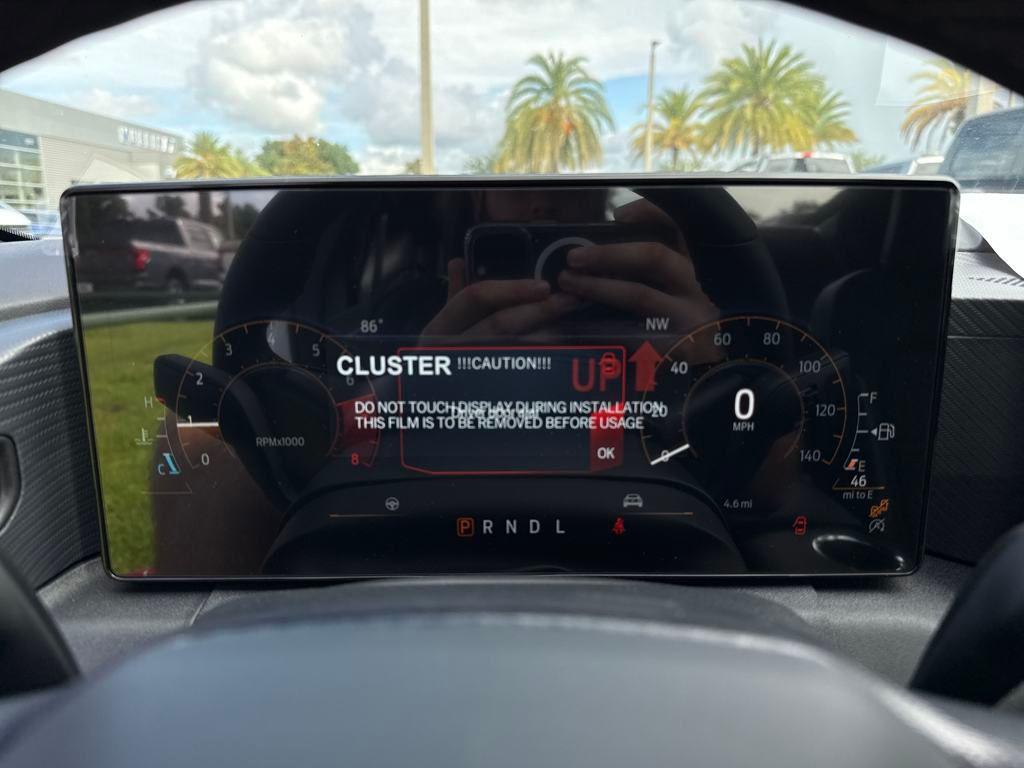 86°
NW
CLUSTER !!!CAUTION!!!
UP
DO NOT TOUCH DISPLAY DURING INSTALLATION
THIS FILM IS TO BE REMOVED BEFORE USAGE
OK
0 1 2 3 4 5 6 8
RPMx1000
H
C
0 20 40 60 80 100 120 140
0
MPH
F
E
46
mi to E
4.6 mi
P R N D L